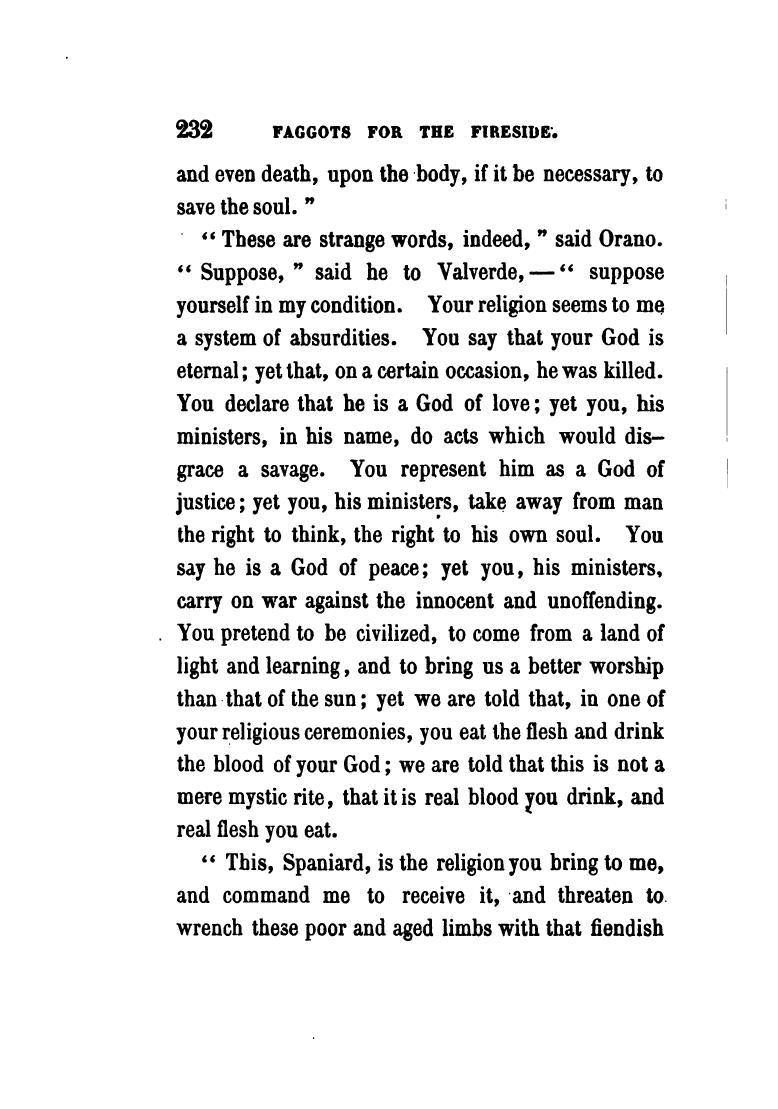 232 FAGGOTS FOR THE FIRESIDE.
and even death, upon the body, if it be necessary, to
save the soul. ”
“ These are strange words, indeed, ” said Orano.
“ Suppose, ” said he to Valverde, — “ suppose
yourself in my condition. Your religion seems to me
a system of absurdities. You say that your God is
eternal; yet that, on a certain occasion, he was killed.
You declare that he is a God of love; yet you, his
ministers, in his name, do acts which would dis–
grace a savage. You represent him as a God of
justice; yet you, his ministers, take away from man
the right to think, the right to his own soul. You
say he is a God of peace; yet you, his ministers,
carry on war against the innocent and unoffending.
You pretend to be civilized, to come from a land of
light and learning, and to bring us a better worship
than that of the sun; yet we are told that, in one of
your religious ceremonies, you eat the flesh and drink
the blood of your God; we are told that this is not a
mere mystic rite, that it is real blood you drink, and
real flesh you eat.
“ This, Spaniard, is the religion you bring to me,
and command me to receive it, and threaten to
wrench these poor and aged limbs with that fiendish